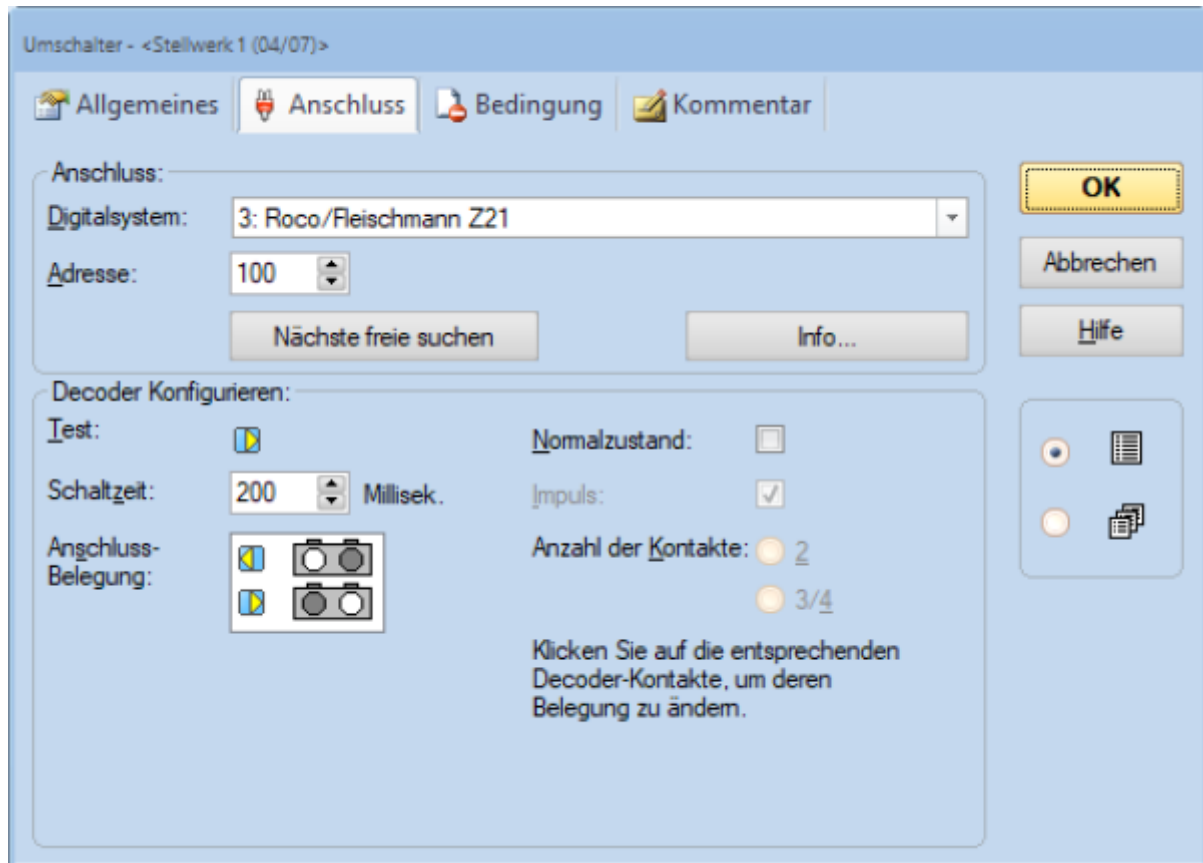 Umschalter - <Stellwerk 1 (04/07)>
Allgemeines Anschluss Bedingung Kommentar
Anschluss:
Digitalsystem: 3: Roco/Fleischmann Z21
Adresse: 100
Nächste freie suchen Info...
OK
Abbrechen
Hilfe
Decoder Konfigurieren:
Test: Normalzustand:
Schaltzeit: 200 Millisek. Impuls:
Anschluss- Anzahl der Kontakte: 2
Belegung: 3/4
Klicken Sie auf die entsprechenden
Decoder-Kontakte, um deren
Belegung zu ändern.